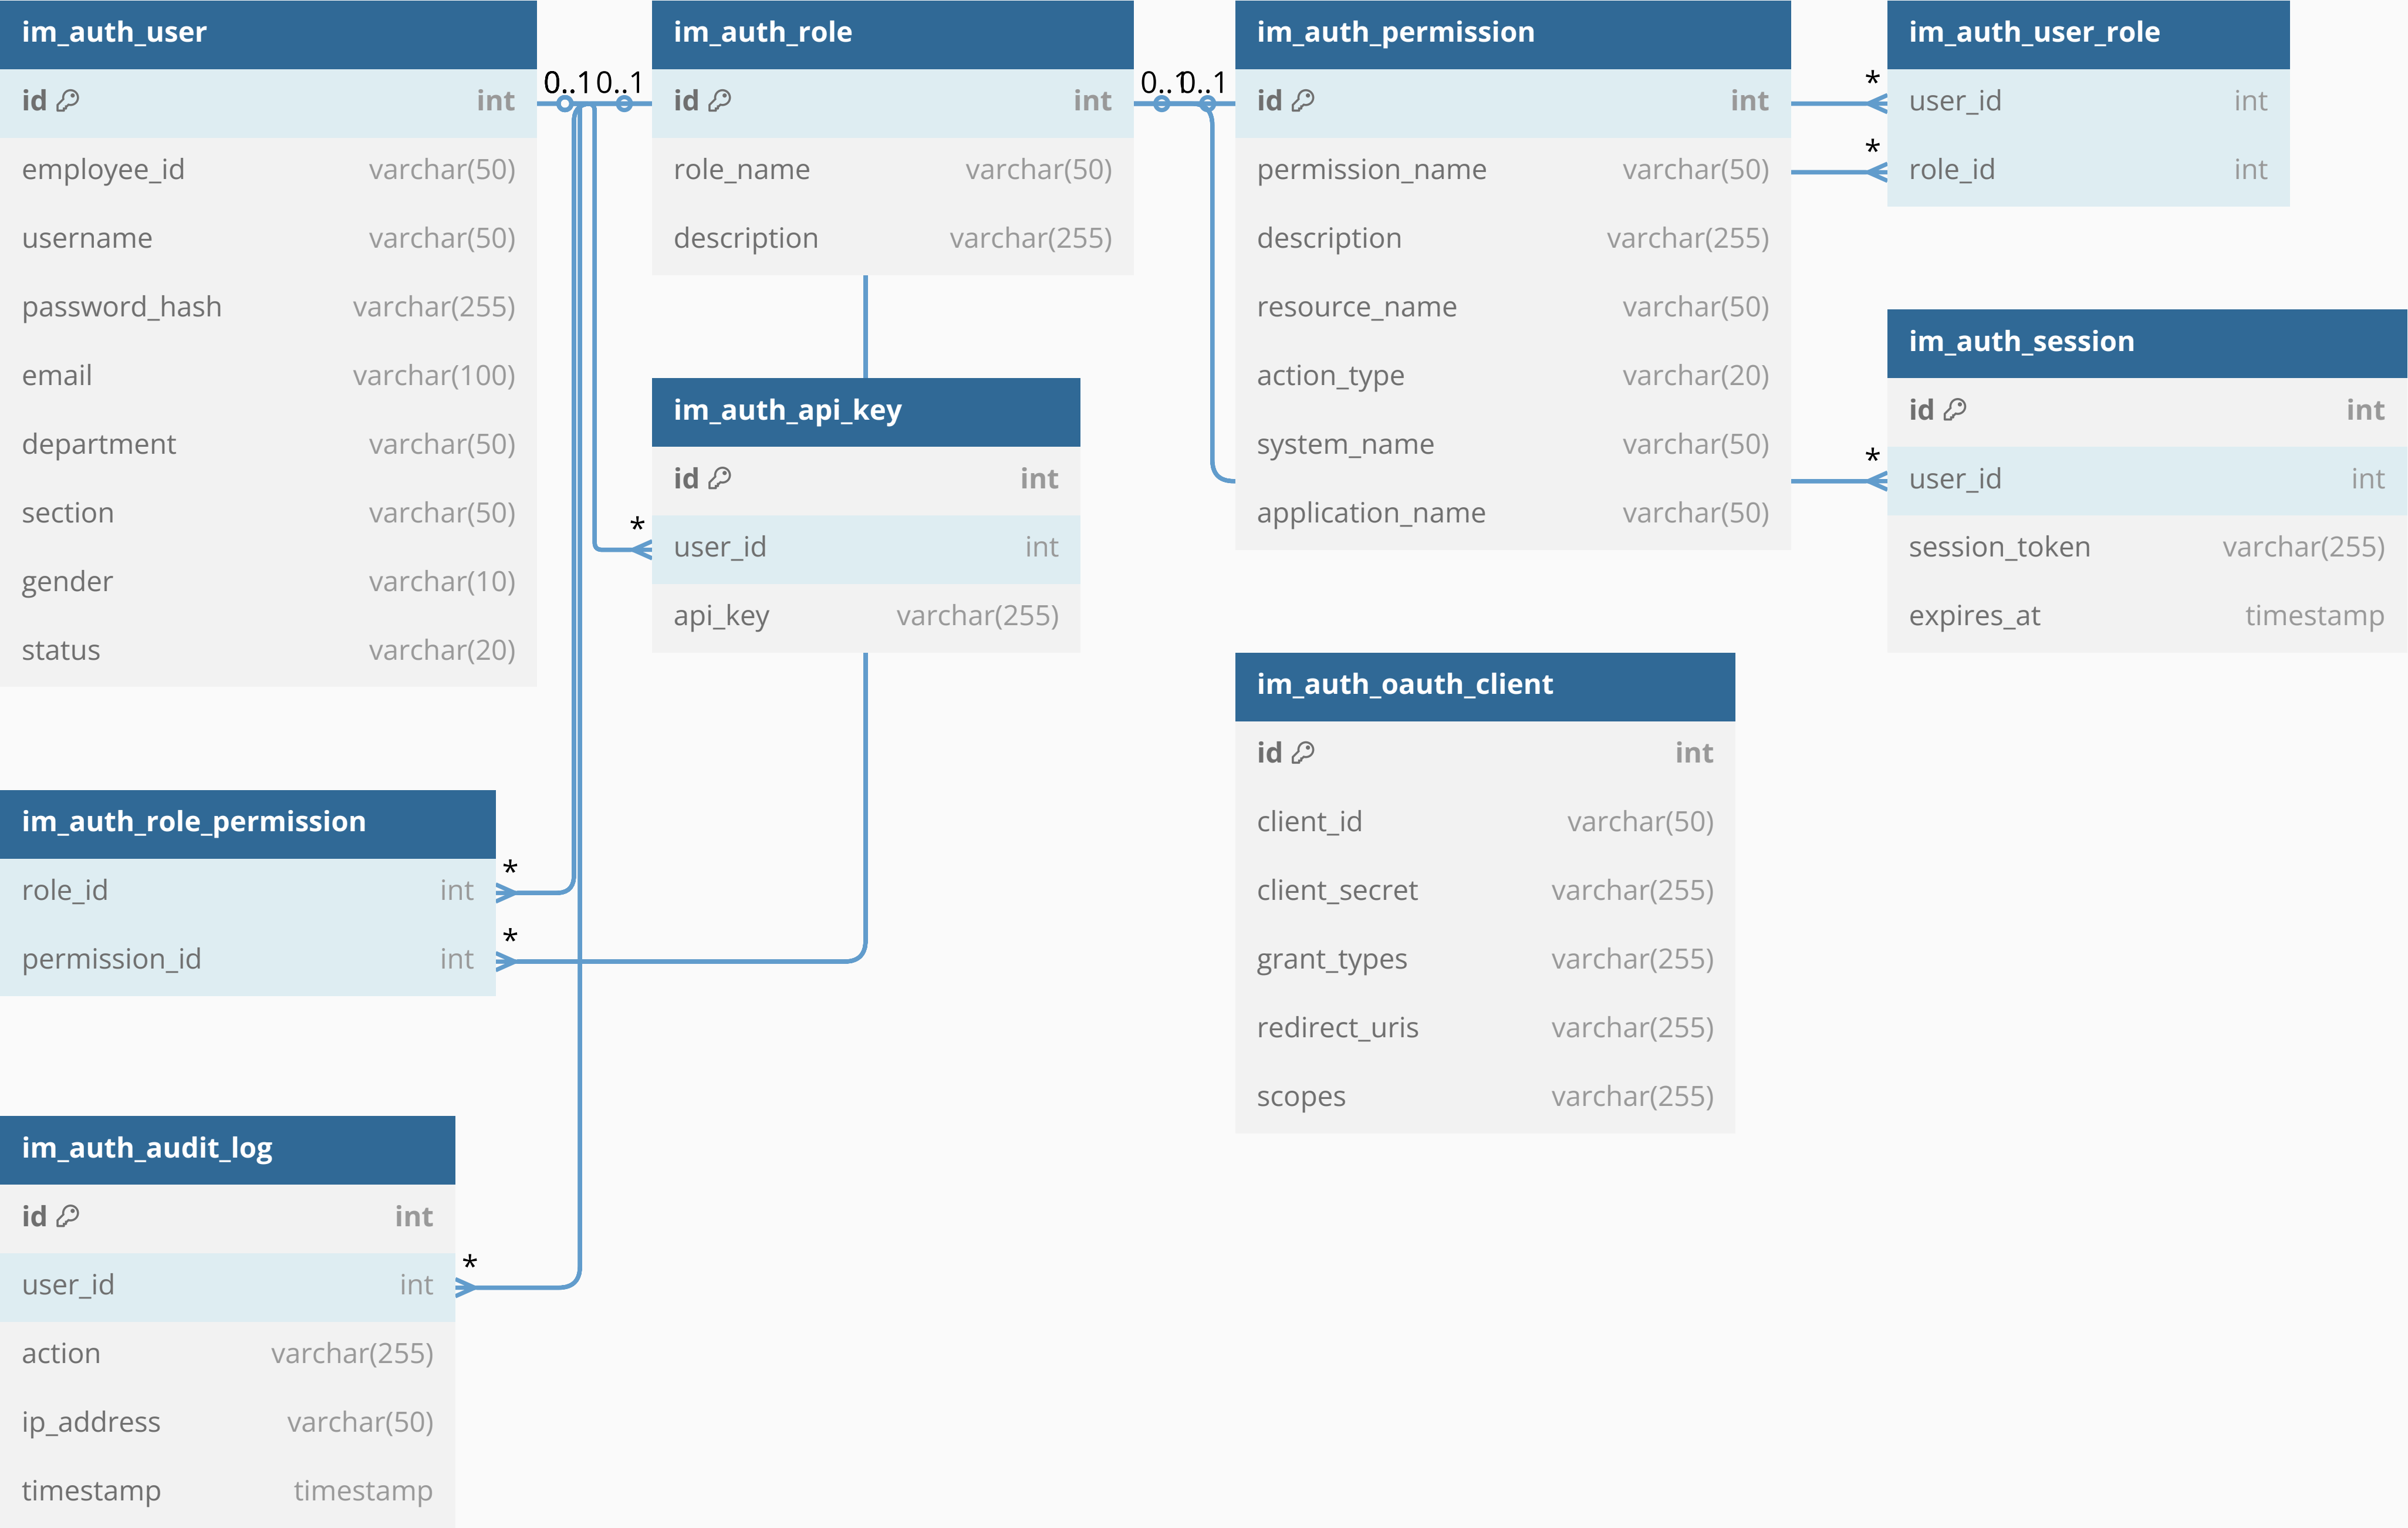 im_auth_user
id int
employee_id varchar(50)
username varchar(50)
password_hash varchar(255)
email varchar(100)
department varchar(50)
section varchar(50)
gender varchar(10)
status varchar(20)
0..1 0..1
im_auth_role
id int
role_name varchar(50)
description varchar(255)
0..1 0..1
im_auth_permission
id int
permission_name varchar(50)
description varchar(255)
resource_name varchar(50)
action_type varchar(20)
system_name varchar(50)
application_name varchar(50)
im_auth_user_role
* user_id int
* role_id int
im_auth_session
id int
* user_id int
session_token varchar(255)
expires_at timestamp
im_auth_api_key
id int
* user_id int
api_key varchar(255)
im_auth_oauth_client
id int
client_id varchar(50)
client_secret varchar(255)
grant_types varchar(255)
redirect_uris varchar(255)
scopes varchar(255)
im_auth_role_permission
role_id int *
permission_id int *
im_auth_audit_log
id int
user_id int *
action varchar(255)
ip_address varchar(50)
timestamp timestamp